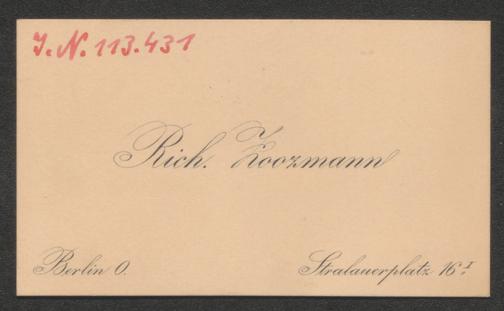 J.N. 113.431
Rich. Zoozmann
Berlin O.
Stralauerplatz 16 I.